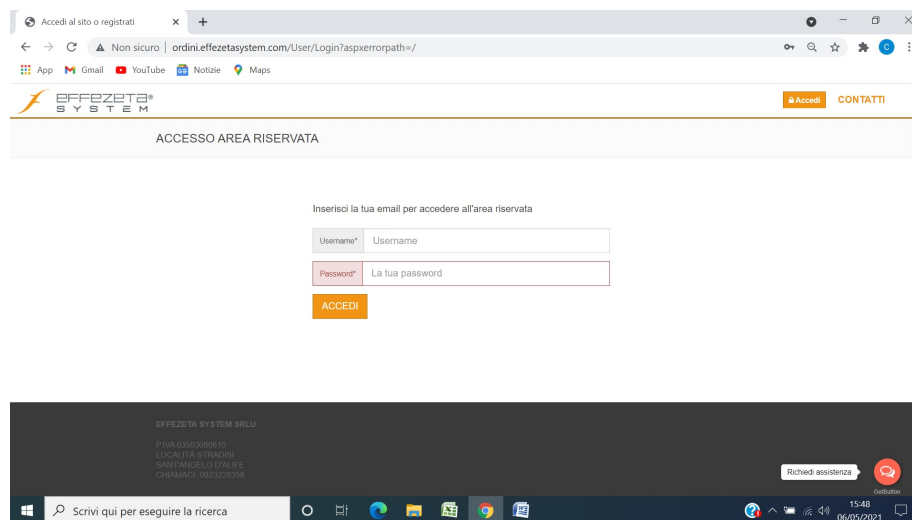 Accedi al sito o registrati
Non sicuro | ordini.effezetasystem.com/User/Login?aspxerrorpath=/
App Gmail YouTube Notizie Maps
EFFEZETA®
SYSTEM
Accedi CONTATTI
ACCESSO AREA RISERVATA
Inserisci la tua email per accedere all'area riservata
Username* Username
Password* La tua password
ACCEDI
EFFEZETA SYSTEM SRLU
P.IVA 03503080610
LOCALITÀ STRADISI
SANT'ANGELO D'ALIFE
CHIAMACI: 0823228358
Richiedi assistenza
GetButton
Scrivi qui per eseguire la ricerca
15:48
06/05/2021